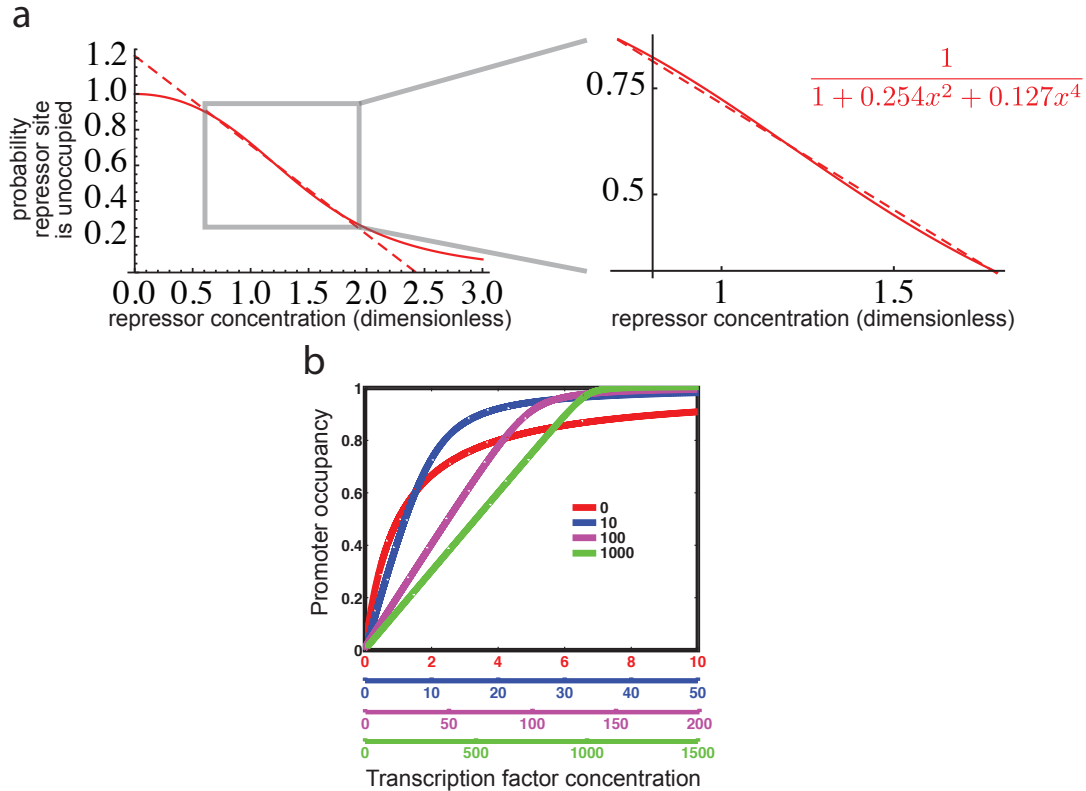 a
1.2
1.0
0.8
0.6
0.4
0.2
probability
repressor site
is unoccupied
0.0 0.5 1.0 1.5 2.0 2.5 3.0
repressor concentration (dimensionless)
0.75
0.5
1 1.5
repressor concentration (dimensionless)
1
1 + 0.254x² + 0.127x⁴
b
Promoter occupancy
1
0.8
0.6
0.4
0.2
0
0
10
100
1000
0 2 4 6 8 10
0 10 20 30 40 50
0 50 100 150 200
0 500 1000 1500
Transcription factor concentration